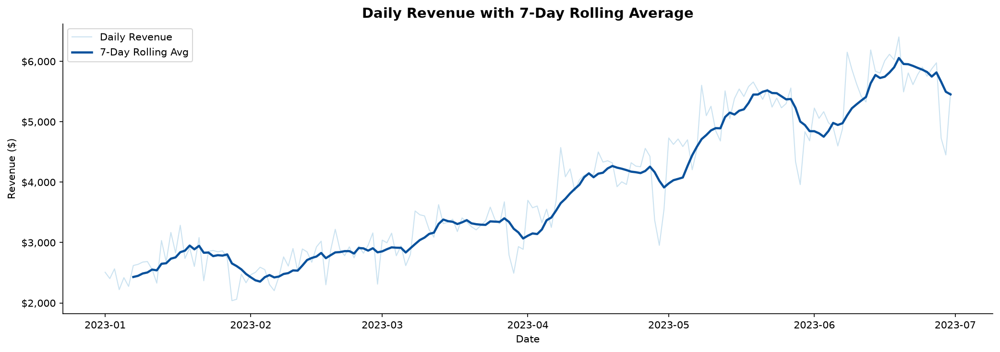 Daily Revenue with 7-Day Rolling Average
Daily Revenue
7-Day Rolling Avg
Revenue ($)
$6,000
$5,000
$4,000
$3,000
$2,000
2023-01 2023-02 2023-03 2023-04 2023-05 2023-06 2023-07
Date